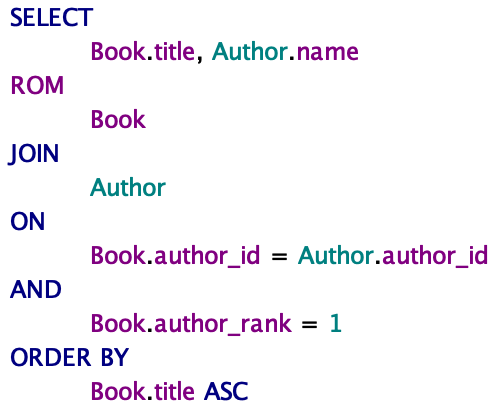 SELECT
Book.title, Author.name
ROM
Book
JOIN
Author
ON
Book.author_id = Author.author_id
AND
Book.author_rank = 1
ORDER BY
Book.title ASC